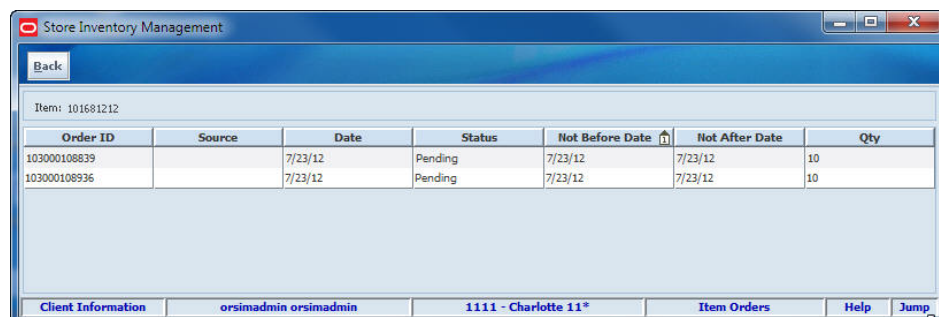 Store Inventory Management
Back
Item: 101681212
Order ID Source Date Status Not Before Date 1 Not After Date Qty
103000108839 7/23/12 Pending 7/23/12 7/23/12 10
103000108936 7/23/12 Pending 7/23/12 7/23/12 10
Client Information orsimadmin orsimadmin 1111 - Charlotte 11* Item Orders Help Jump